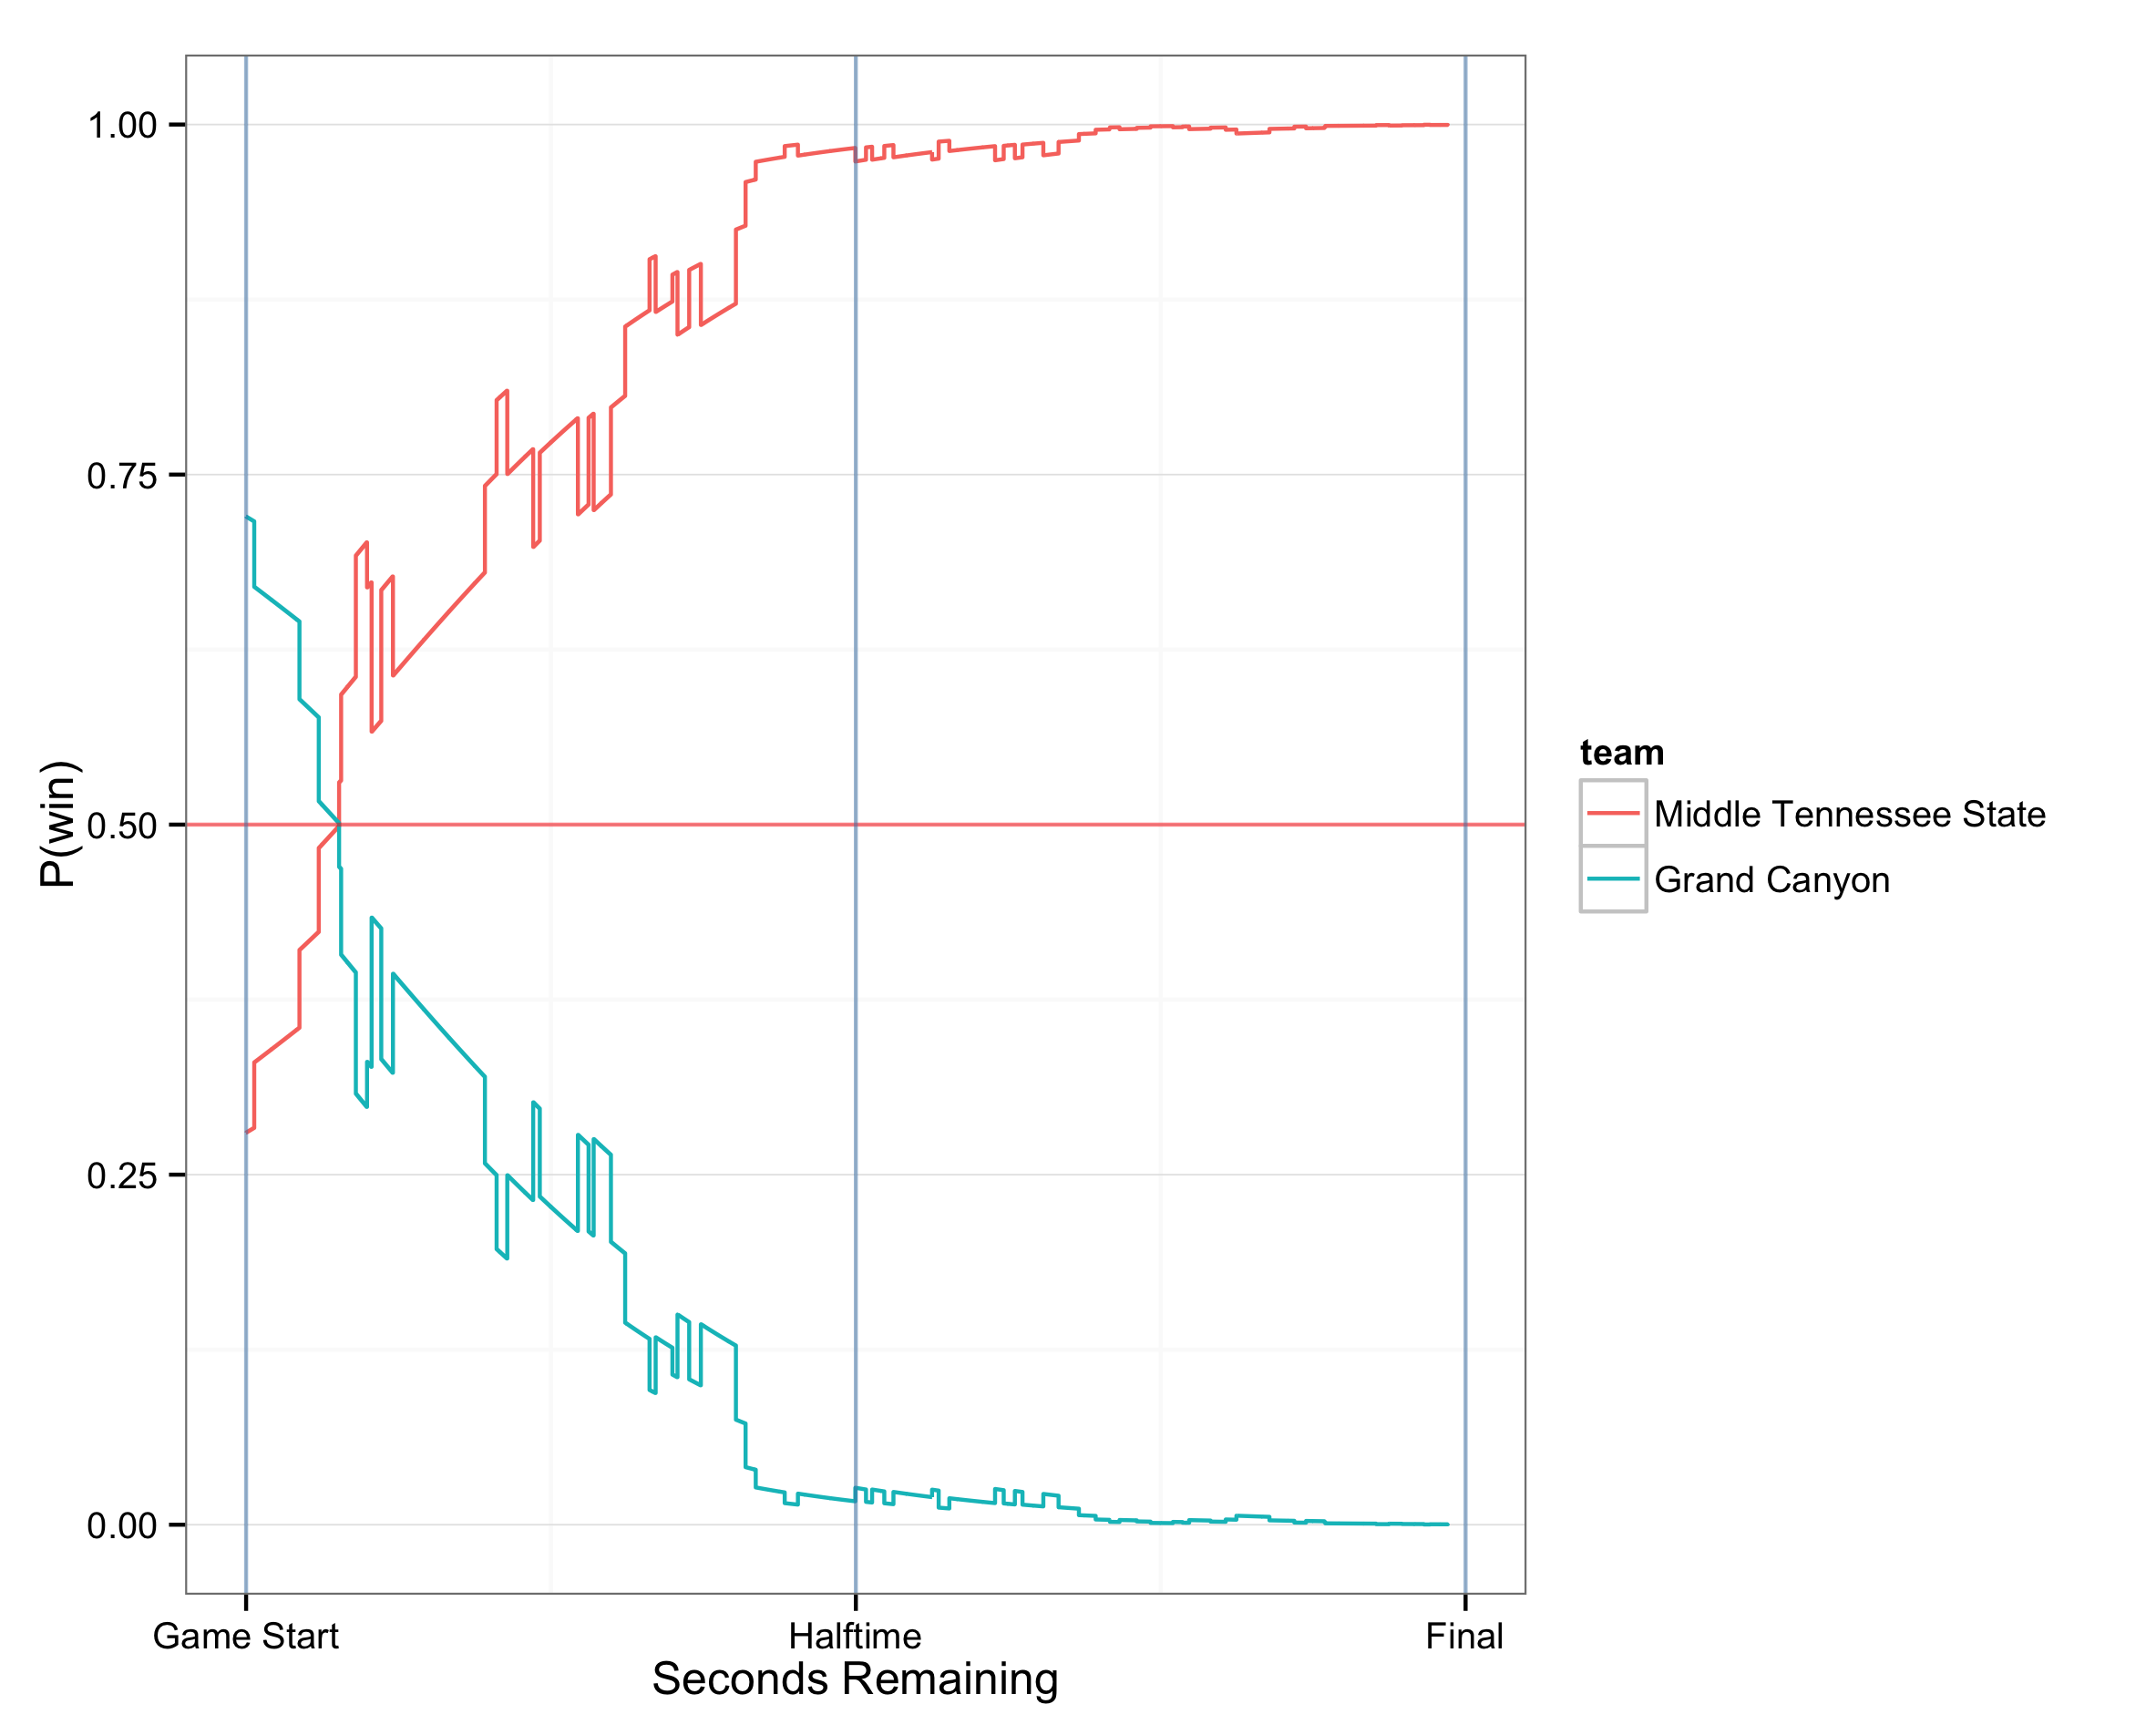 1.00
0.75
0.50
0.25
0.00
P(win)
Game Start
Halftime
Final
Seconds Remaining
team
Middle Tennessee State
Grand Canyon